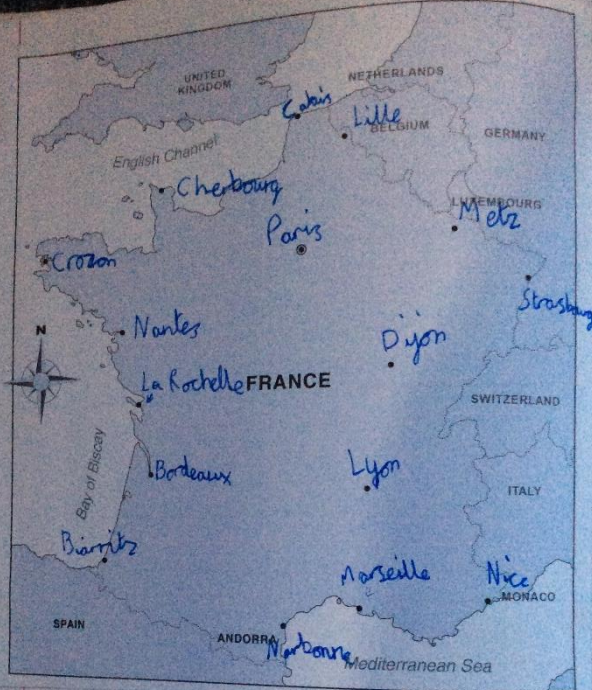 UNITED
KINGDOM
NETHERLANDS
Calais
Lille
BELGIUM
GERMANY
English Channel
Cherbourg
LUXEMBOURG
Metz
Paris
Crozon
Strasbourg
N
Nantes
Dijon
La Rochelle
FRANCE
SWITZERLAND
Bay of Biscay
Bordeaux
Lyon
ITALY
Biarritz
Marseille
Nice
MONACO
SPAIN
ANDORRA
Narbonne
Mediterranean Sea